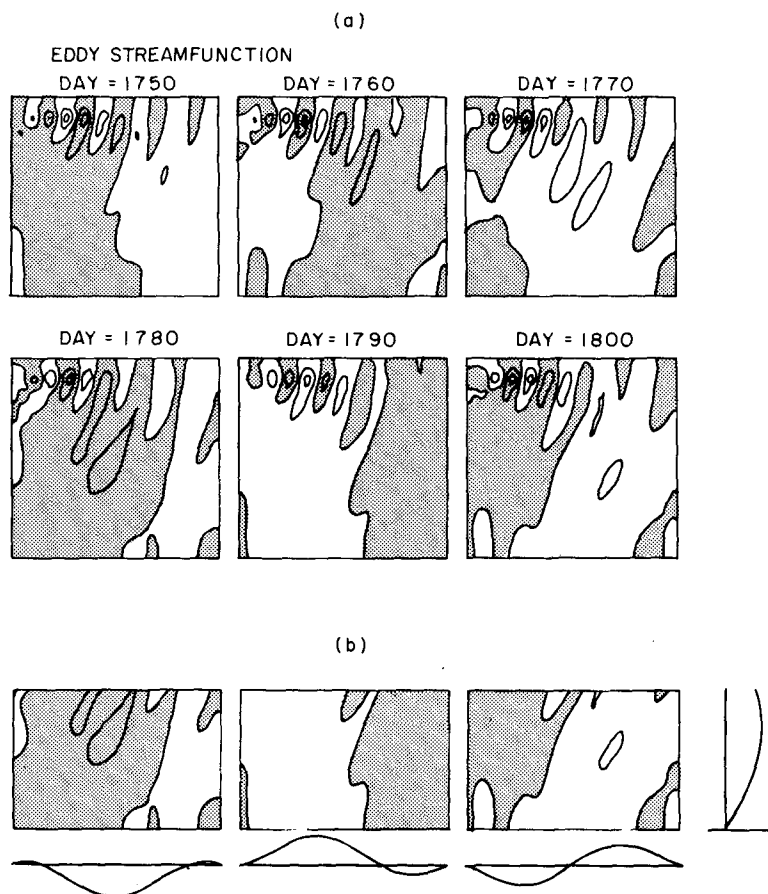 (a)
EDDY STREAMFUNCTION
DAY = 1750 DAY = 1760 DAY = 1770
DAY = 1780 DAY = 1790 DAY = 1800
(b)